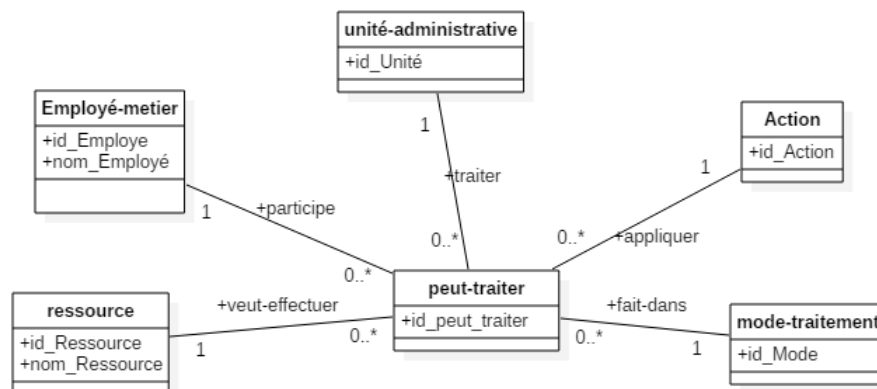 unité-administrative
+id_Unité
Employé-metier
+id_Employe
+nom_Employé
Action
+id_Action
1
1
+traiter
1
+participe
0..*
0..*
+appliquer
0..*
peut-traiter
+id_peut_traiter
ressource
+id_Ressource
+nom_Ressource
+veut-effectuer
1
0..*
+fait-dans
0..*
1
mode-traitement
+id_Mode